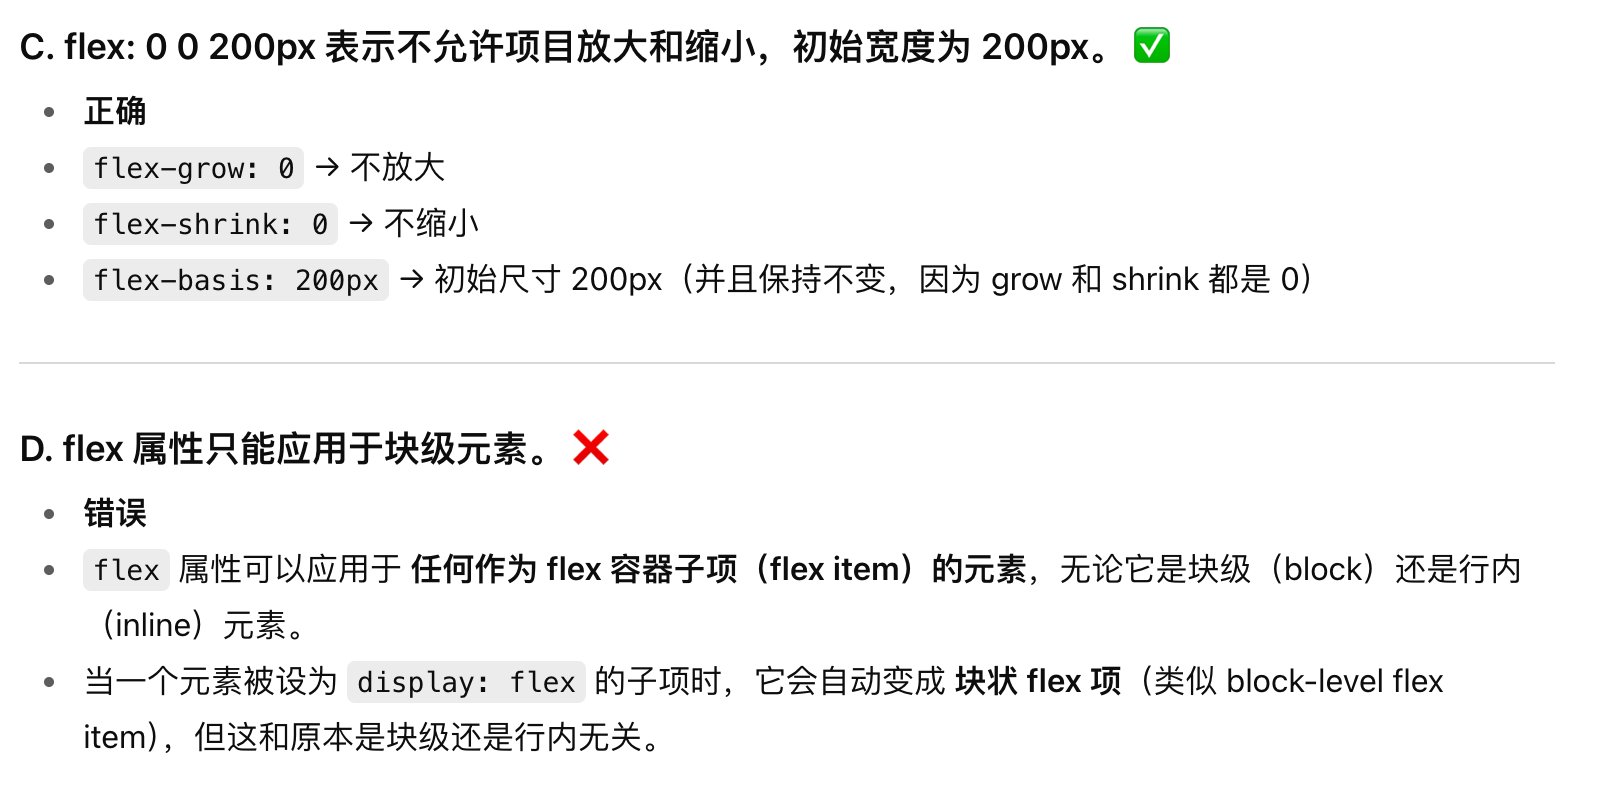 C. flex: 0 0 200px 表示不允许项目放大和缩小，初始宽度为 200px。 ✅
• 正确
• flex-grow: 0 → 不放大
• flex-shrink: 0 → 不缩小
• flex-basis: 200px → 初始尺寸 200px（并且保持不变，因为 grow 和 shrink 都是 0）
D. flex 属性只能应用于块级元素。 ❌
• 错误
• flex 属性可以应用于 任何作为 flex 容器子项（flex item）的元素，无论它是块级（block）还是行内
（inline）元素。
• 当一个元素被设为 display: flex 的子项时，它会自动变成 块状 flex 项（类似 block-level flex
item），但这和原本是块级还是行内无关。